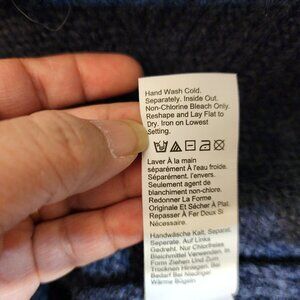 Hand Wash Cold.
Separately. Inside Out.
Non-Chlorine Bleach Only.
Reshape and Lay Flat to
Dry. Iron on Lowest
Setting.
Laver À la main
séparément À l'eau froide.
Séparément. l'envers.
Seulement agent de
blanchiment non-chlore.
Redonner La Forme
Originale Et Sécher À Plat.
Repasser À Fer Doux Si
Nécessaire.
Handwäsche Kalt, Separat.
Separate. Auf Links
Gedreht. Nur Chlorfreies
Bleichmittel Verwenden. In
Form Ziehen Und Zum
Trocknen Hinlegen. Bei
Bedarf Bei Niedriger
Wärme Bügeln